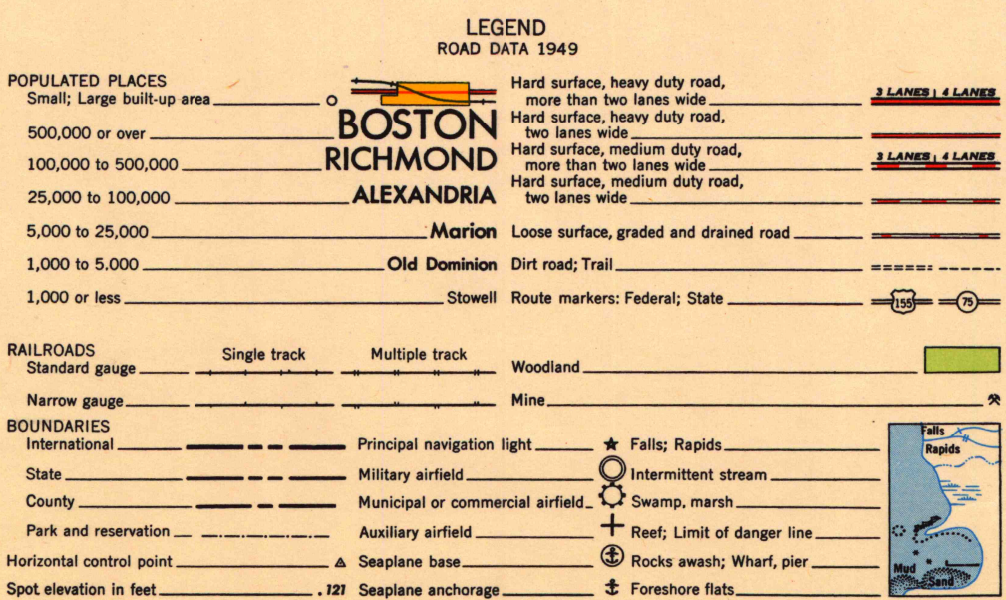 LEGEND
ROAD DATA 1949
POPULATED PLACES
Small; Large built-up area
500,000 or over BOSTON
100,000 to 500,000 RICHMOND
25,000 to 100,000 ALEXANDRIA
5,000 to 25,000 Marion
1,000 to 5.000 Old Dominion
1,000 or less Stowell
Hard surface, heavy duty road,
more than two lanes wide 3 LANES 4 LANES
Hard surface, heavy duty road,
two lanes wide
Hard surface, medium duty road,
more than two lanes wide 3 LANES 4 LANES
Hard surface, medium duty road,
two lanes wide
Loose surface, graded and drained road
Dirt road; Trail
Route markers: Federal; State 155 75
RAILROADS
Single track Multiple track
Standard gauge
Narrow gauge
Woodland
Mine
BOUNDARIES
International
State
County
Park and reservation
Horizontal control point
Spot elevation in feet .121
Principal navigation light
Military airfield
Municipal or commercial airfield
Auxiliary airfield
Seaplane base
Seaplane anchorage
Falls; Rapids
Intermittent stream
Swamp, marsh
Reef; Limit of danger line
Rocks awash; Wharf, pier
Foreshore flats
Falls
Rapids
Mud
Sand